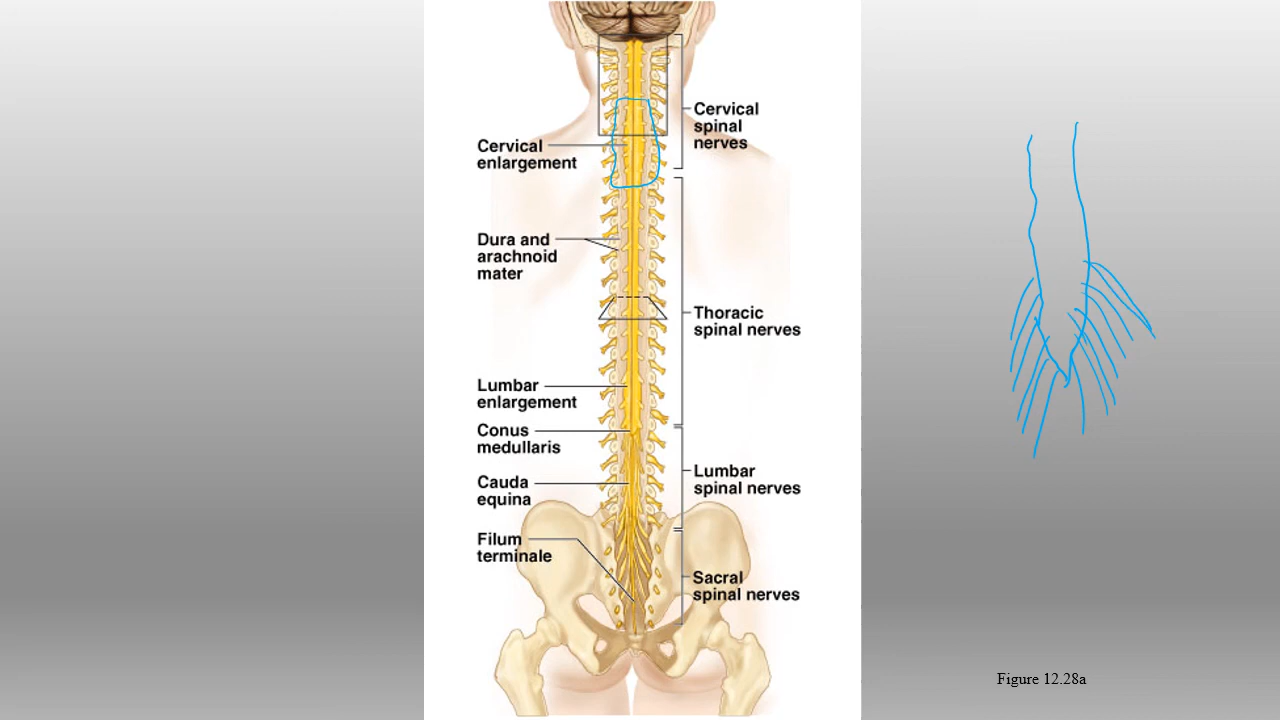 Cervical
spinal
nerves
Cervical
enlargement
Dura and
arachnoid
mater
Thoracic
spinal nerves
Lumbar
enlargement
Conus
medullaris
Lumbar
spinal nerves
Cauda
equina
Filum
terminale
Sacral
spinal nerves
Figure 12.28a